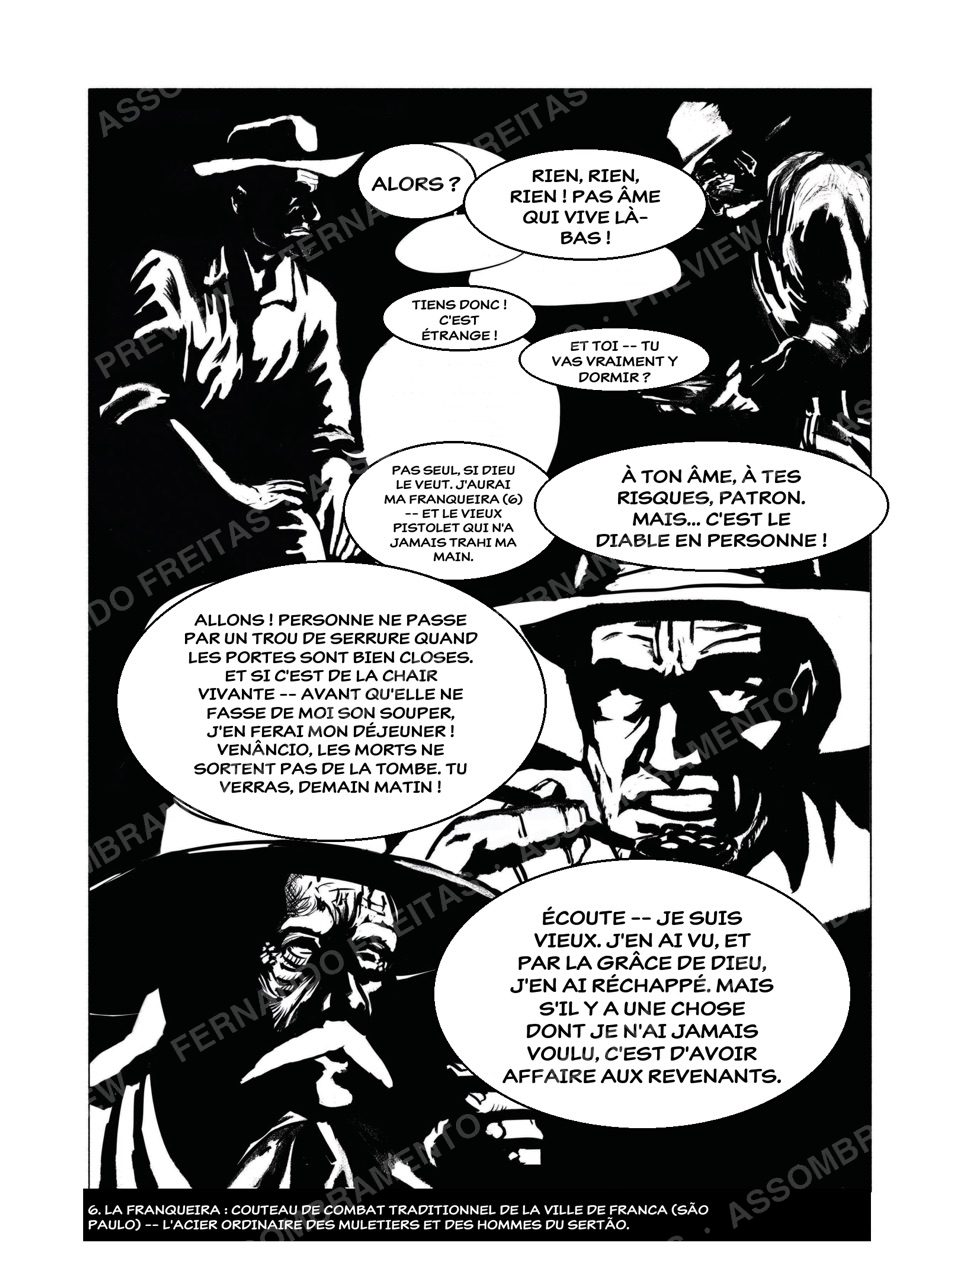 ALORS ?
RIEN, RIEN,
RIEN ! PAS ÂME
QUI VIVE LÀ-
BAS !
TIENS DONC !
C'EST
ÉTRANGE !
ET TOI -- TU
VAS VRAIMENT Y
DORMIR ?
PAS SEUL, SI DIEU
LE VEUT. J'AURAI
MA FRANQUEIRA (6)
-- ET LE VIEUX
PISTOLET QUI N'A
JAMAIS TRAHI MA
MAIN.
À TON ÂME, À TES
RISQUES, PATRON.
MAIS... C'EST LE
DIABLE EN PERSONNE !
ALLONS ! PERSONNE NE PASSE
PAR UN TROU DE SERRURE QUAND
LES PORTES SONT BIEN CLOSES.
ET SI C'EST DE LA CHAIR
VIVANTE -- AVANT QU'ELLE NE
FASSE DE MOI SON SOUPER,
J'EN FERAI MON DÉJEUNER !
VENÂNCIO, LES MORTS NE
SORTENT PAS DE LA TOMBE. TU
VERRAS, DEMAIN MATIN !
ÉCOUTE -- JE SUIS
VIEUX. J'EN AI VU, ET
PAR LA GRÂCE DE DIEU,
J'EN AI RÉCHAPPÉ. MAIS
S'IL Y A UNE CHOSE
DONT JE N'AI JAMAIS
VOULU, C'EST D'AVOIR
AFFAIRE AUX REVENANTS.
6. LA FRANQUEIRA : COUTEAU DE COMBAT TRADITIONNEL DE LA VILLE DE FRANCA (SÃO
PAULO) -- L'ACIER ORDINAIRE DES MULETIERS ET DES HOMMES DU SERTÃO.
ASSOMBRAMENTO · PREVIEW
FERNANDO FREITAS · ASSOMBRAMENTO · PREVIEW